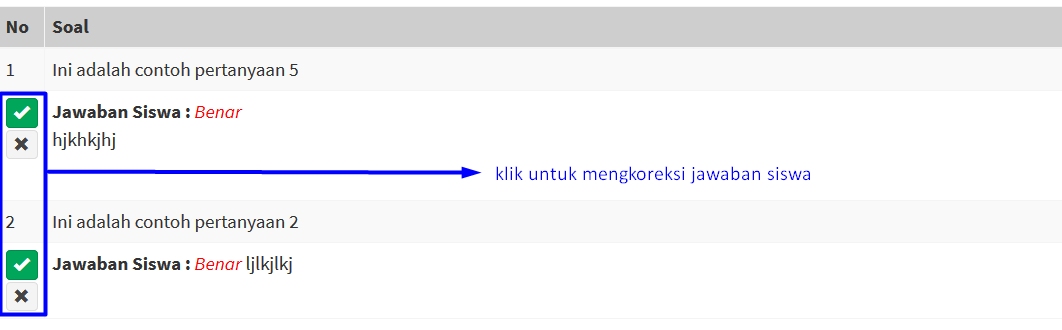 No Soal
1 Ini adalah contoh pertanyaan 5
Jawaban Siswa : Benar
hjkhkjhj
klik untuk mengkoreksi jawaban siswa
2 Ini adalah contoh pertanyaan 2
Jawaban Siswa : Benar ljlkjlkj